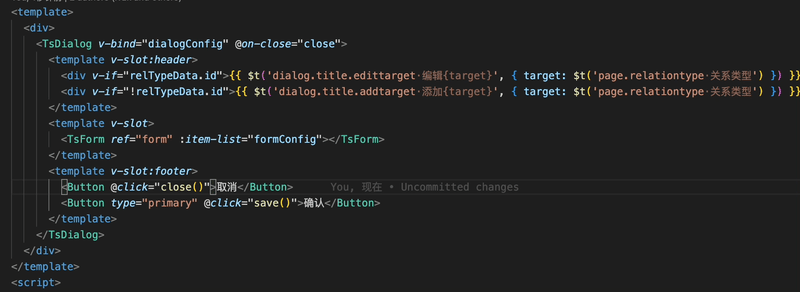 <template>
<div>
<TsDialog v-bind="dialogConfig" @on-close="close">
<template v-slot:header>
<div v-if="relTypeData.id">{{ $t('dialog.title.edittarget·编辑{target}', { target: $t('page.relationtype·关系类型') }) }}
<div v-if="!relTypeData.id">{{ $t('dialog.title.addtarget·添加{target}', { target: $t('page.relationtype·关系类型') }) }}
</template>
<template v-slot>
<TsForm ref="form" :item-list="formConfig"></TsForm>
</template>
<template v-slot:footer>
<Button @click="close()">取消</Button> You, 现在 • Uncommitted changes
<Button type="primary" @click="save()">确认</Button>
</template>
</TsDialog>
</div>
</template>
<script>